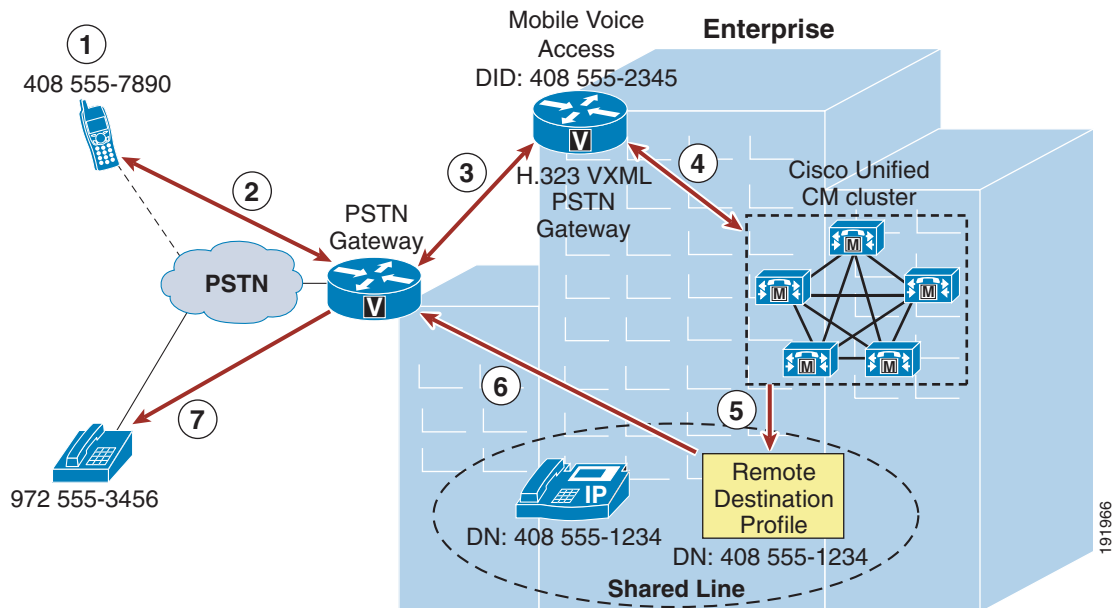 1
408 555-7890
Mobile Voice
Access
DID: 408 555-2345
Enterprise
V
H.323 VXML
PSTN
Gateway
2
3
4
Cisco Unified
CM cluster
M
M
M
M
M
PSTN
Gateway
V
PSTN
5
6
7
972 555-3456
IP
DN: 408 555-1234
Remote
Destination
Profile
DN: 408 555-1234
Shared Line
191966